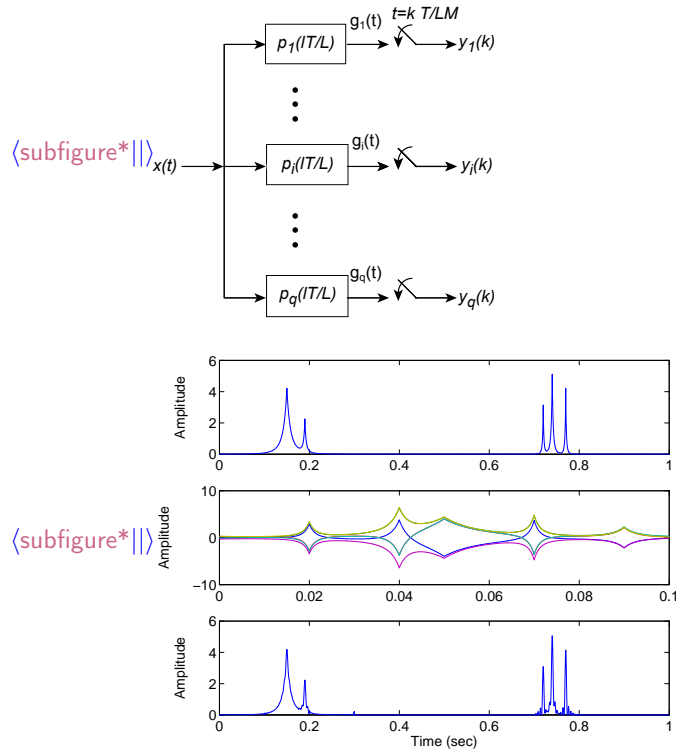 g₁(t) t=k T/LM
p₁(lT/L) y₁(k)
⟨subfigure*||⟩ x(t) gᵢ(t)
pᵢ(lT/L) yᵢ(k)
g_q(t)
p_q(lT/L) y_q(k)
6
4
2
0
Amplitude
0 0.2 0.4 0.6 0.8 1
⟨subfigure*||⟩
10
0
−10
Amplitude
0 0.02 0.04 0.06 0.08 0.1
6
4
2
0
Amplitude
0 0.2 0.4 0.6 0.8 1
Time (sec)